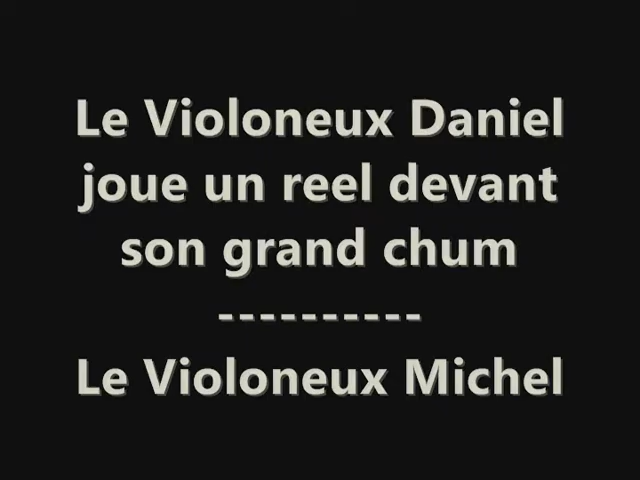 Le Violoneux Daniel
joue un reel devant
son grand chum
----------
Le Violoneux Michel